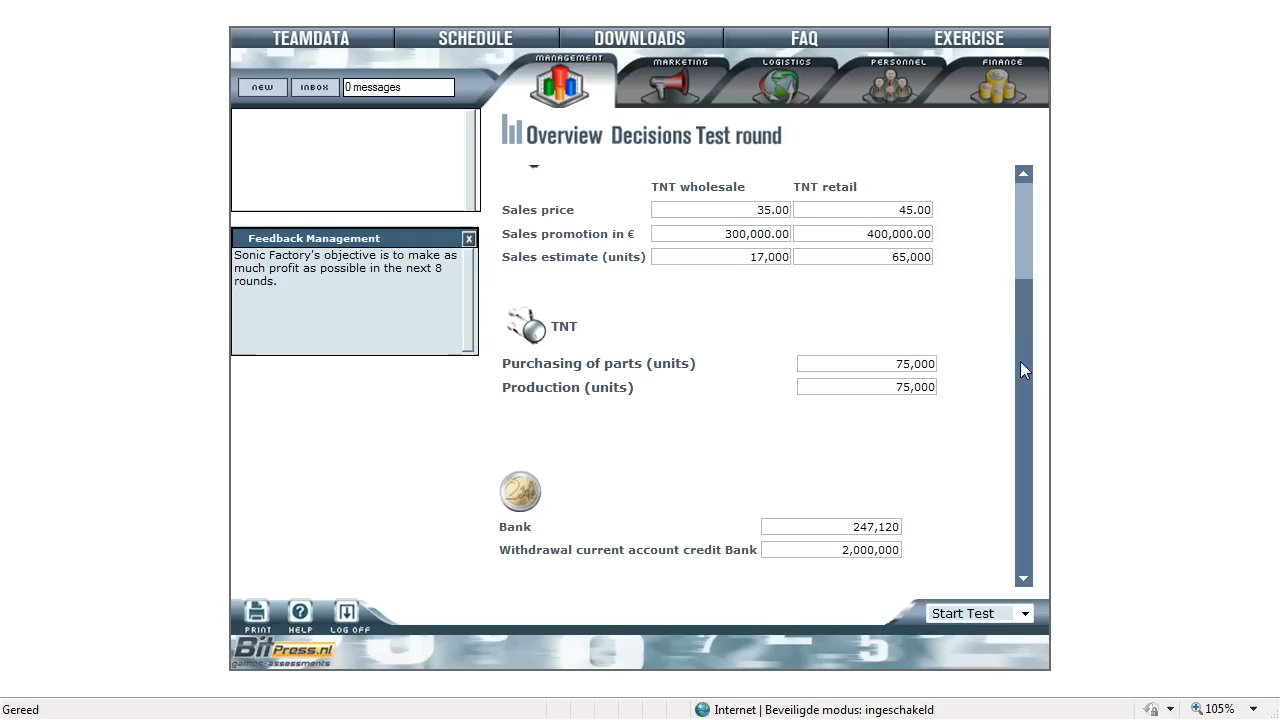 TEAMDATA SCHEDULE DOWNLOADS FAQ EXERCISE
MANAGEMENT MARKETING LOGISTICS PERSONNEL FINANCE
NEW INBOX 0 messages
Overview Decisions Test round
TNT wholesale TNT retail
Sales price 35.00 45.00
Sales promotion in € 300,000.00 400,000.00
Sales estimate (units) 17,000 65,000
Feedback Management x
Sonic Factory's objective is to make as
much profit as possible in the next 8
rounds.
TNT
Purchasing of parts (units) 75,000
Production (units) 75,000
Bank 247,120
Withdrawal current account credit Bank 2,000,000
PRINT HELP LOG OFF
Start Test
BitPress.nl
games-assessments
Gereed Internet | Beveiligde modus: ingeschakeld 105%